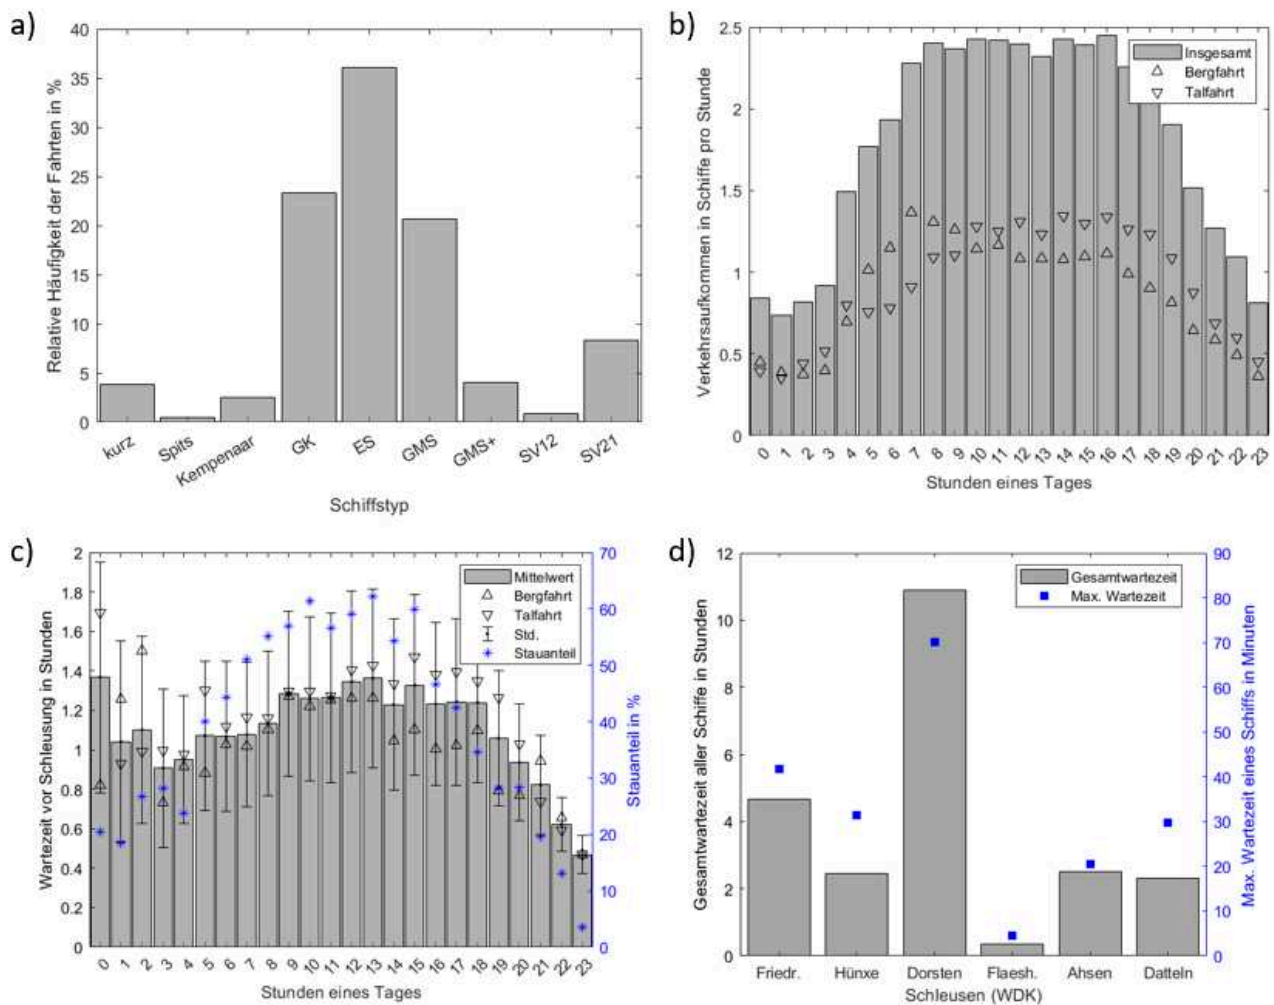 a)
Relative Häufigkeit der Fahrten in %
40
35
30
25
20
15
10
5
0
kurz
Spits
Kempenaar
GK
ES
GMS
GMS+
SV12
SV21
Schiffstyp
b)
Verkehrsaufkommen in Schiffe pro Stunde
2.5
2
1.5
1
0.5
0
Insgesamt
Bergfahrt
Talfahrt
0 1 2 3 4 5 6 7 8 9 10 11 12 13 14 15 16 17 18 19 20 21 22 23
Stunden eines Tages
c)
Wartezeit vor Schleusung in Stunden
2
1.8
1.6
1.4
1.2
1
0.8
0.6
0.4
0.2
0
Mittelwert
Bergfahrt
Talfahrt
Std.
Stauanteil
70
60
50
40
30
20
10
0
Stauanteil in %
0 1 2 3 4 5 6 7 8 9 10 11 12 13 14 15 16 17 18 19 20 21 22 23
Stunden eines Tages
d)
Gesamtwartezeit aller Schiffe in Stunden
12
10
8
6
4
2
0
Gesamtwartezeit
Max. Wartezeit
90
80
70
60
50
40
30
20
10
0
Max. Wartezeit eines Schiffs in Minuten
Friedr.
Hünxe
Dorsten
Flaesh.
Ahsen
Datteln
Schleusen (WDK)